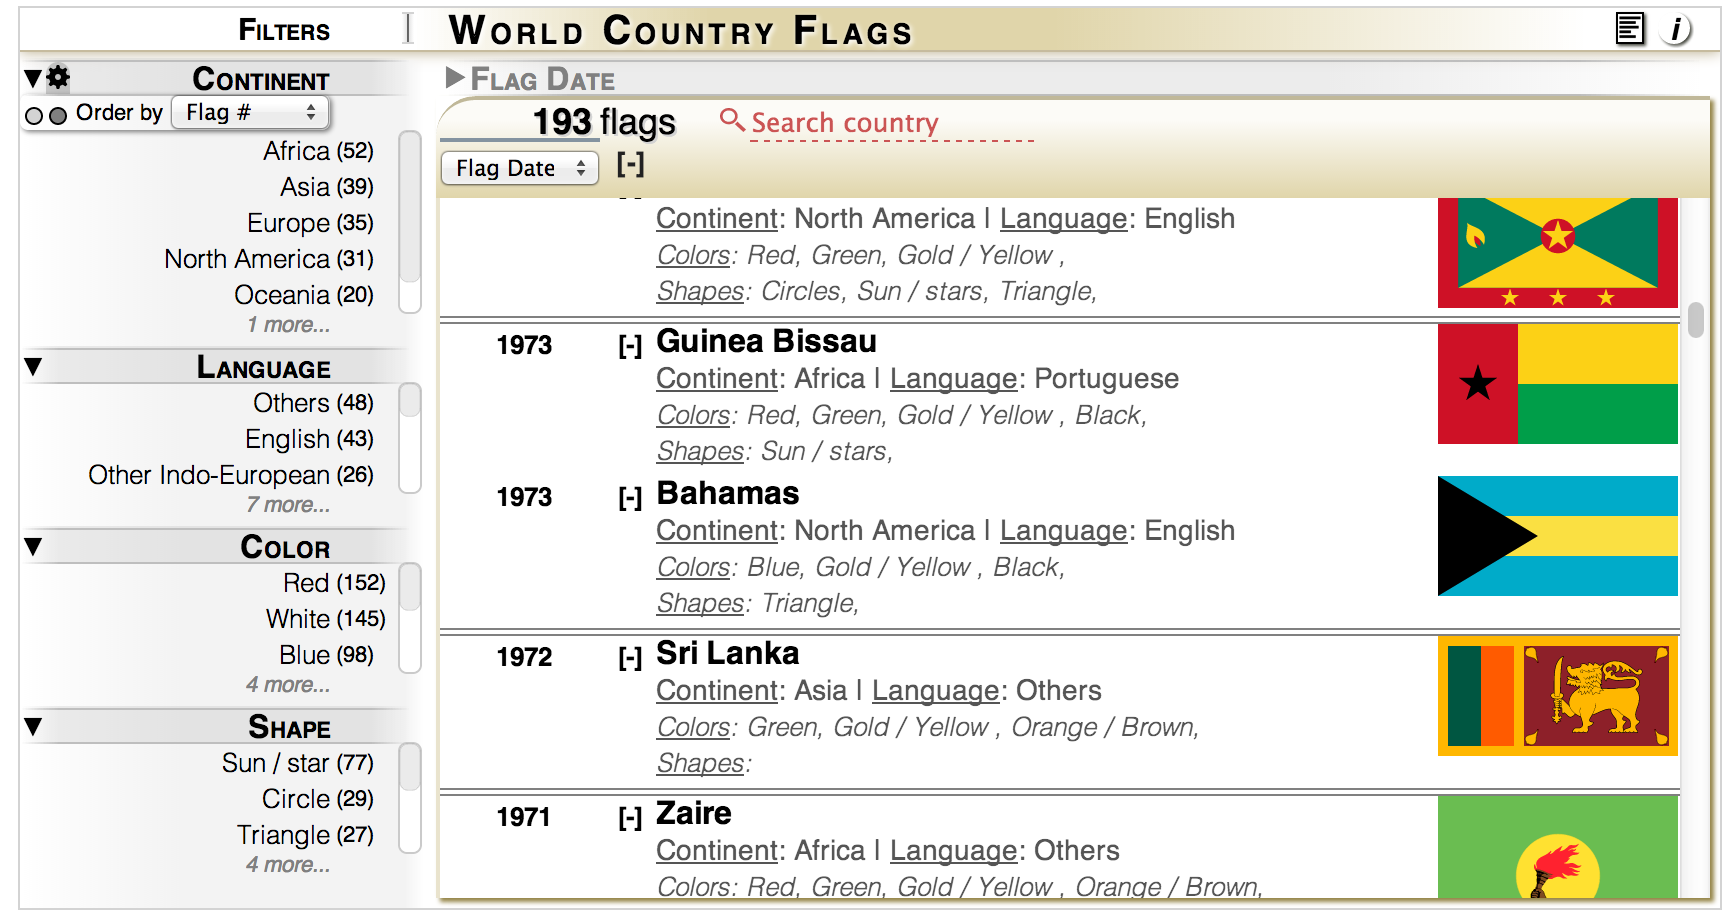 Filters
World Country Flags
i
Continent
Order by Flag #
Africa (52)
Asia (39)
Europe (35)
North America (31)
Oceania (20)
1 more...
Language
Others (48)
English (43)
Other Indo-European (26)
7 more...
Color
Red (152)
White (145)
Blue (98)
4 more...
Shape
Sun / star (77)
Circle (29)
Triangle (27)
4 more...
Flag Date
193 flags
Search country
Flag Date [-]
Continent: North America | Language: English
Colors: Red, Green, Gold / Yellow ,
Shapes: Circles, Sun / stars, Triangle,
1973 [-] Guinea Bissau
Continent: Africa | Language: Portuguese
Colors: Red, Green, Gold / Yellow , Black,
Shapes: Sun / stars,
1973 [-] Bahamas
Continent: North America | Language: English
Colors: Blue, Gold / Yellow , Black,
Shapes: Triangle,
1972 [-] Sri Lanka
Continent: Asia | Language: Others
Colors: Green, Gold / Yellow , Orange / Brown,
Shapes:
1971 [-] Zaire
Continent: Africa | Language: Others
Colors: Red, Green, Gold / Yellow , Orange / Brown,